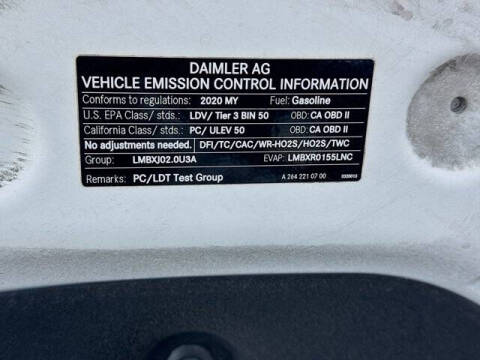 DAIMLER AG
VEHICLE EMISSION CONTROL INFORMATION
Conforms to regulations: 2020 MY Fuel: Gasoline
U.S. EPA Class/ stds.: LDV/ Tier 3 BIN 50 OBD: CA OBD II
California Class/ stds.: PC/ ULEV 50 OBD: CA OBD II
No adjustments needed. DFI/TC/CAC/WR-HO2S/HO2S/TWC
Group: LMBXJ02.0U3A EVAP: LMBXR0155LNC
Remarks: PC/LDT Test Group A 264 221 07 00